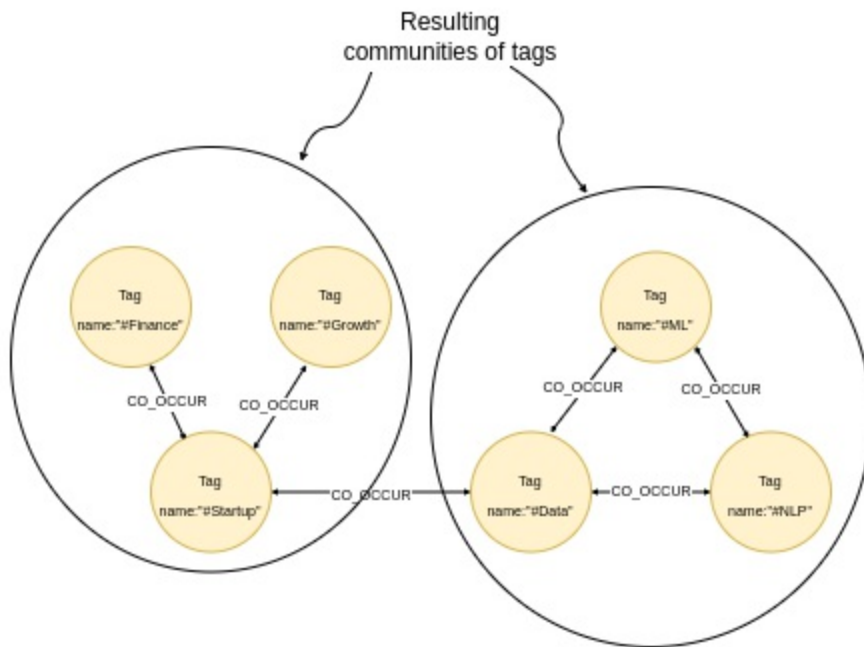 Resulting
communities of tags
Tag
name:"#Finance"
Tag
name:"#Growth"
Tag
name:"#ML"
CO_OCCUR
CO_OCCUR
CO_OCCUR
CO_OCCUR
Tag
name:"#Startup"
CO_OCCUR
Tag
name:"#Data"
CO_OCCUR
Tag
name:"#NLP"